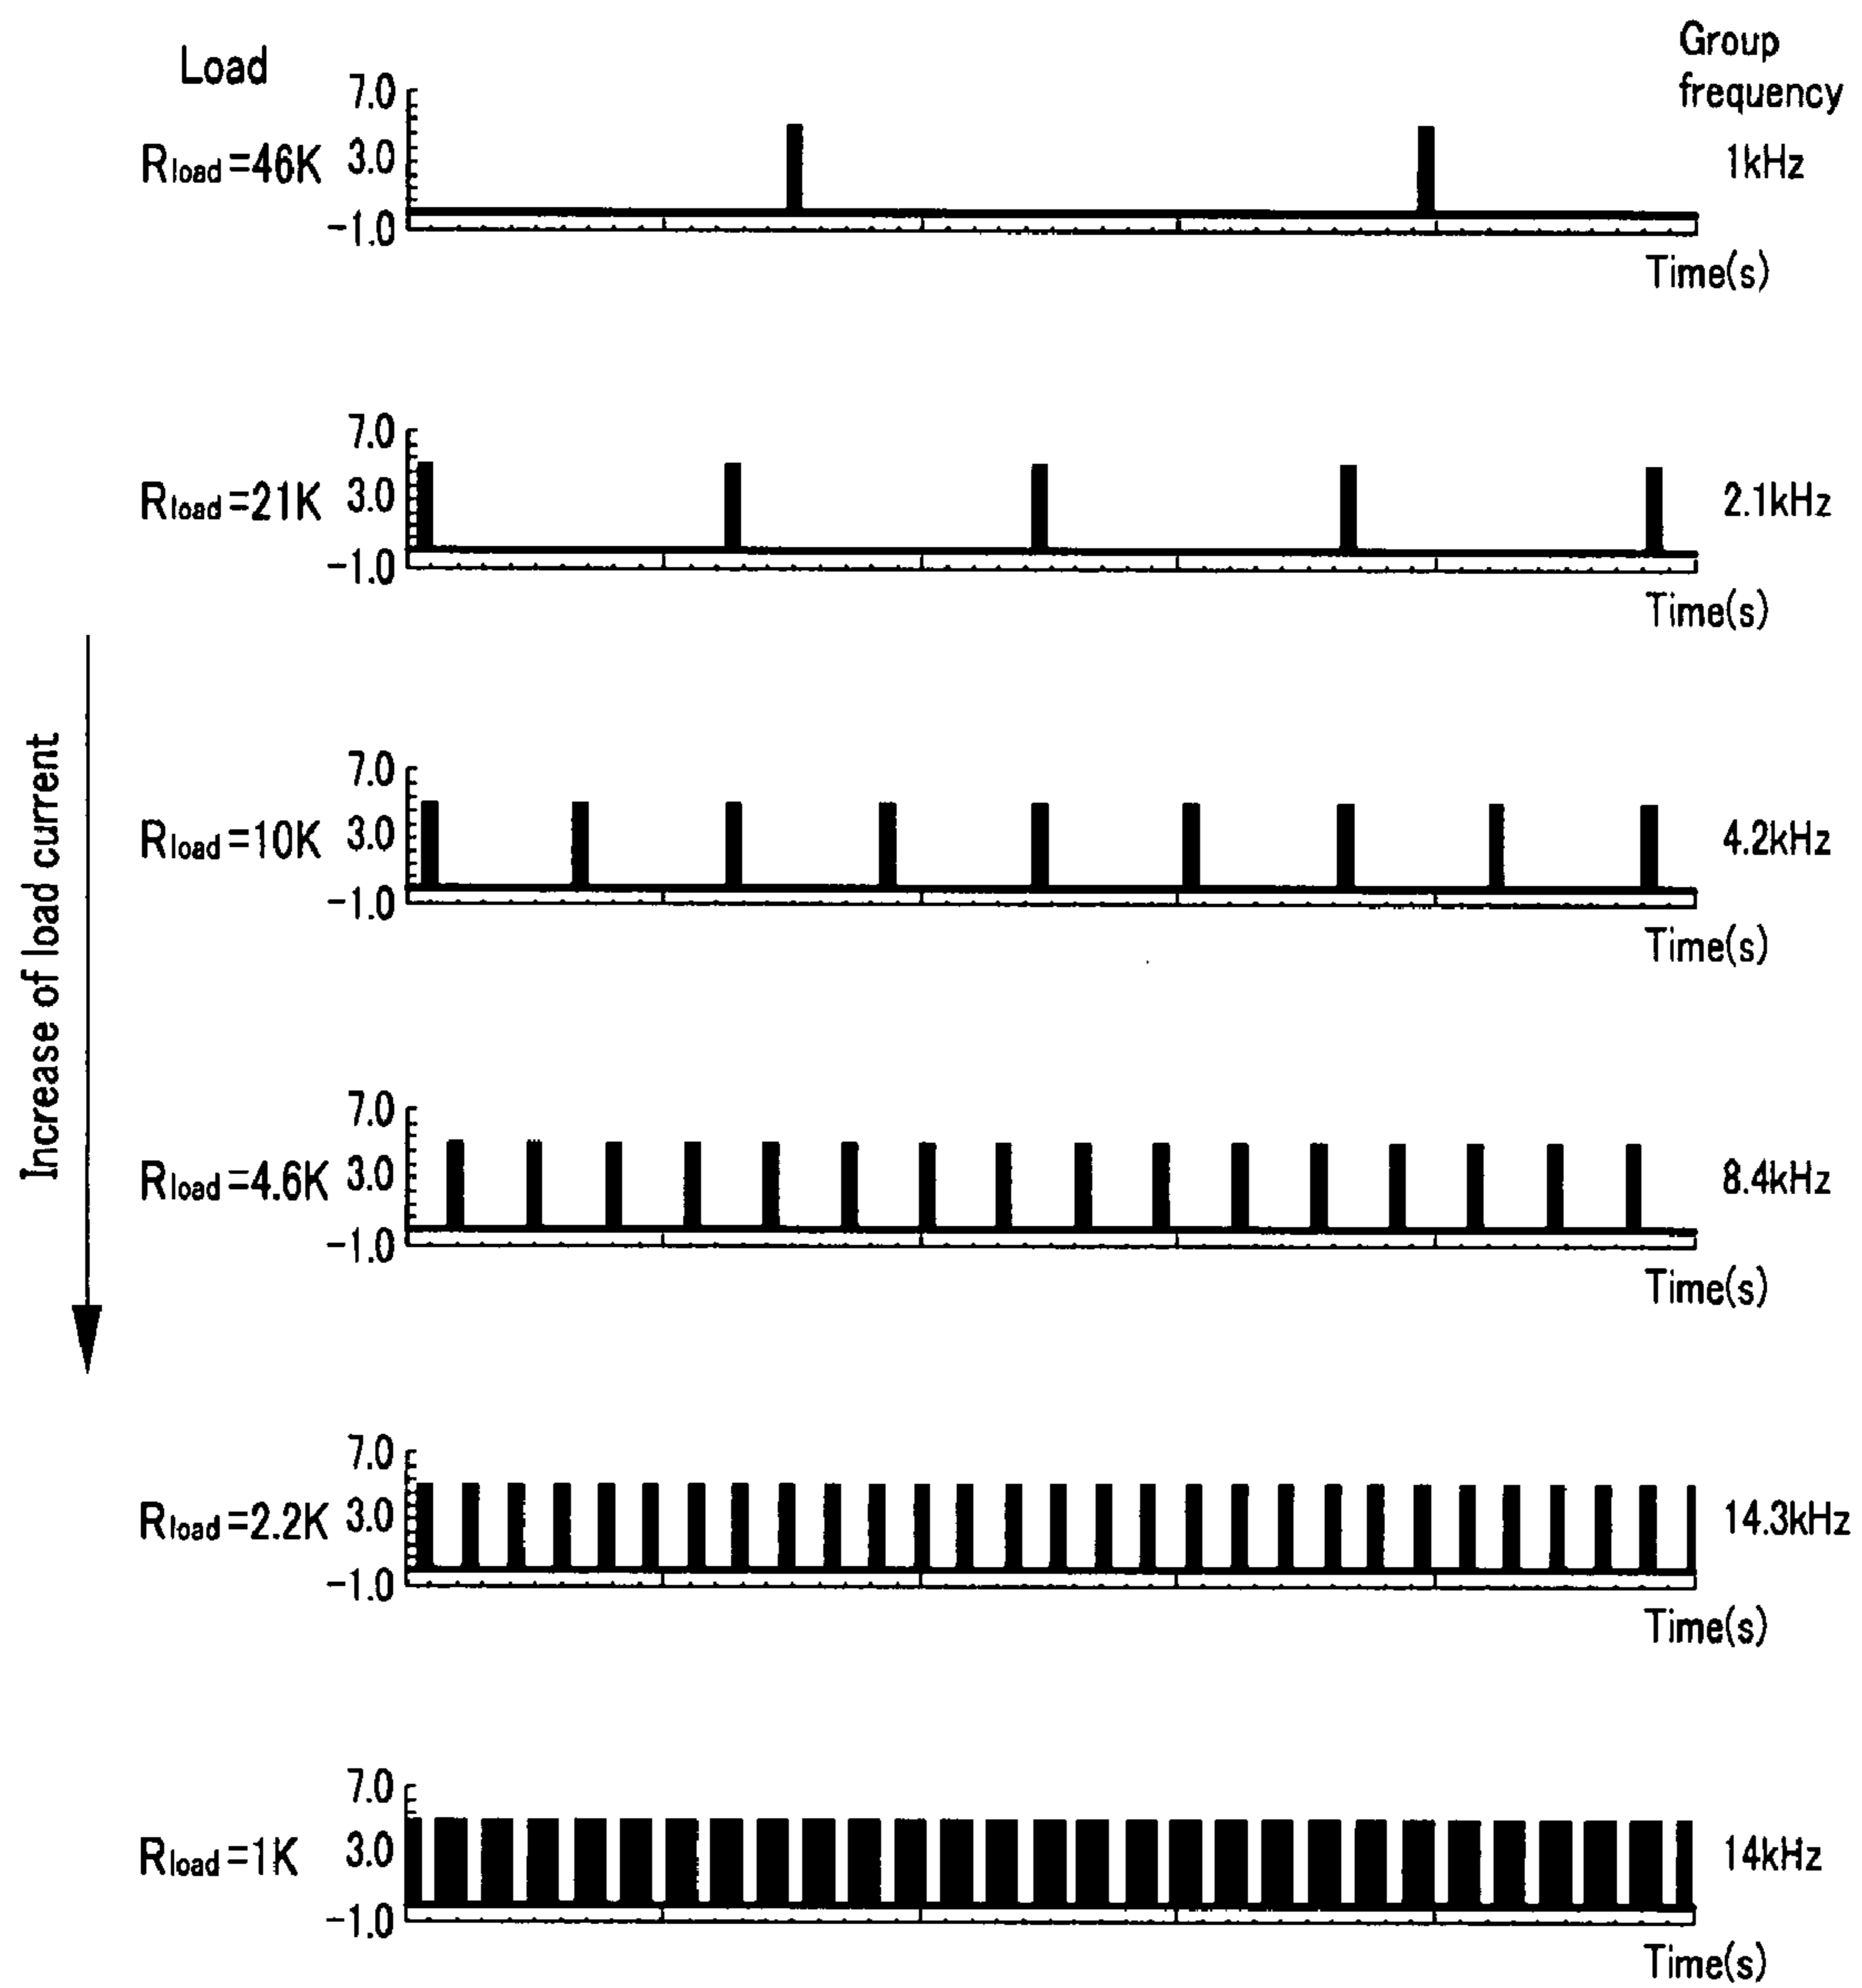 Load
Group
frequency
7.0
Rload=46K
3.0
1kHz
-1.0
Time(s)
7.0
Rload=21K
3.0
2.1kHz
-1.0
Time(s)
Increase of load current
7.0
Rload=10K
3.0
4.2kHz
-1.0
Time(s)
7.0
Rload=4.6K
3.0
8.4kHz
-1.0
Time(s)
7.0
Rload=2.2K
3.0
14.3kHz
-1.0
Time(s)
7.0
Rload=1K
3.0
14kHz
-1.0
Time(s)